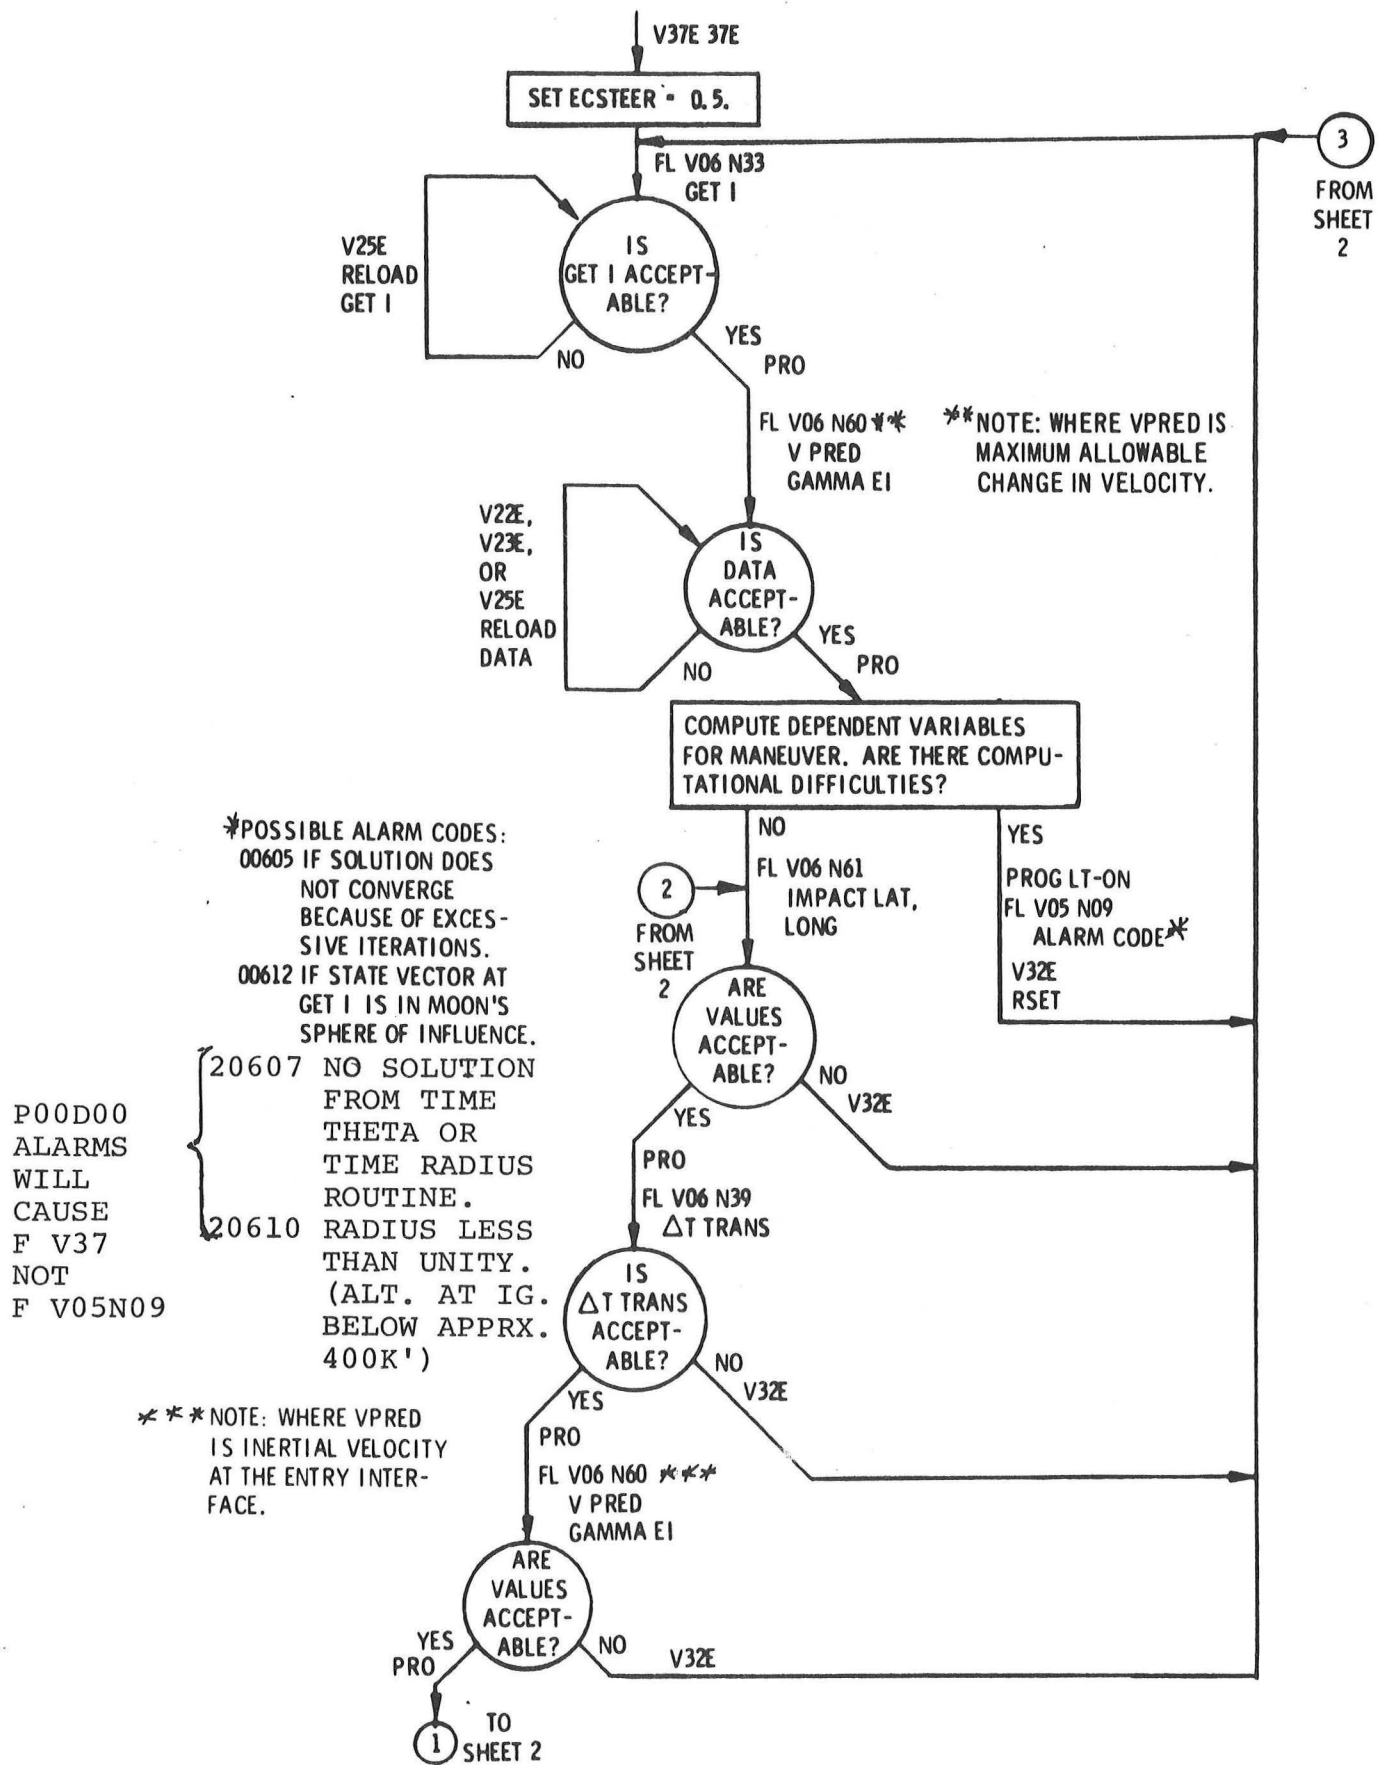 V37E 37E
SET ECSTEER - 0.5.
3
FROM
SHEET
2
FL V06 N33
GET I
V25E
RELOAD
GET I
IS
GET I ACCEPT-
ABLE?
NO
YES
PRO
FL V06 N60 **
V PRED
GAMMA EI
**NOTE: WHERE VPRED IS
MAXIMUM ALLOWABLE
CHANGE IN VELOCITY.
V22E,
V23E,
OR
V25E
RELOAD
DATA
IS
DATA
ACCEPT-
ABLE?
NO
YES
PRO
COMPUTE DEPENDENT VARIABLES
FOR MANEUVER. ARE THERE COMPU-
TATIONAL DIFFICULTIES?
NO
FL V06 N61
IMPACT LAT,
LONG
YES
PROG LT-ON
FL V05 N09
ALARM CODE*
V32E
RSET
2
FROM
SHEET
2
*POSSIBLE ALARM CODES:
00605 IF SOLUTION DOES
NOT CONVERGE
BECAUSE OF EXCES-
SIVE ITERATIONS.
00612 IF STATE VECTOR AT
GET I IS IN MOON'S
SPHERE OF INFLUENCE.
20607 NO SOLUTION
FROM TIME
THETA OR
TIME RADIUS
ROUTINE.
20610 RADIUS LESS
THAN UNITY.
(ALT. AT IG.
BELOW APPRX.
400K')
P00D00
ALARMS
WILL
CAUSE
F V37
NOT
F V05N09
ARE
VALUES
ACCEPT-
ABLE?
NO
V32E
YES
PRO
FL V06 N39
ΔT TRANS
IS
ΔT TRANS
ACCEPT-
ABLE?
NO
V32E
YES
PRO
FL V06 N60 ***
V PRED
GAMMA EI
***NOTE: WHERE VPRED
IS INERTIAL VELOCITY
AT THE ENTRY INTER-
FACE.
ARE
VALUES
ACCEPT-
ABLE?
NO
V32E
YES
PRO
1
TO
SHEET 2